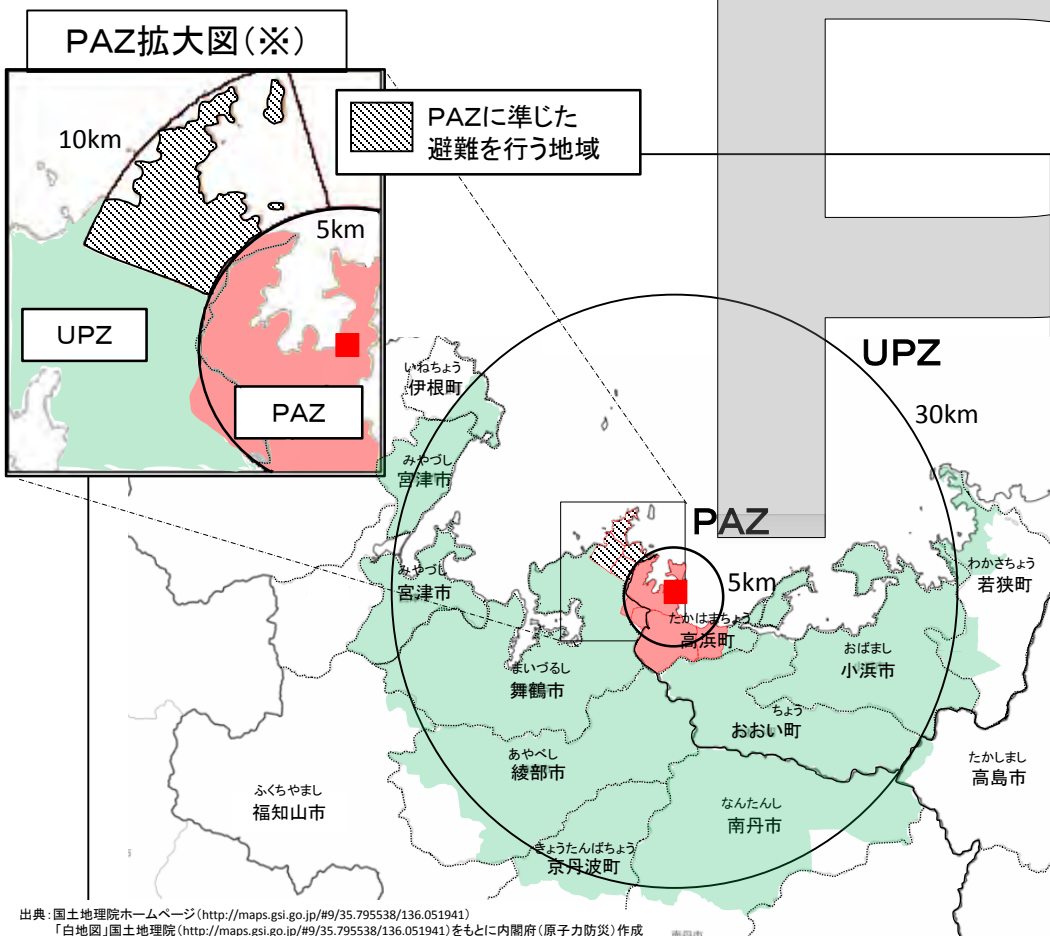 PAZ拡大図(※)
PAZに準じた
避難を行う地域
10km
5km
UPZ
PAZ
UPZ
30km
PAZ
5km
いねちょう
伊根町
みやづし
宮津市
みやづし
宮津市
わかさちょう
若狭町
たかはまちょう
高浜町
おばまし
小浜市
まいづるし
舞鶴市
ちょう
おおい町
あやべし
綾部市
たかしまし
高島市
ふくちやまし
福知山市
なんたんし
南丹市
きょうたんばちょう
京丹波町
出典:国土地理院ホームページ(http://maps.gsi.go.jp/#9/35.795538/136.051941)
「白地図」国土地理院(http://maps.gsi.go.jp/#9/35.795538/136.051941)をもとに内閣府(原子力防災)作成